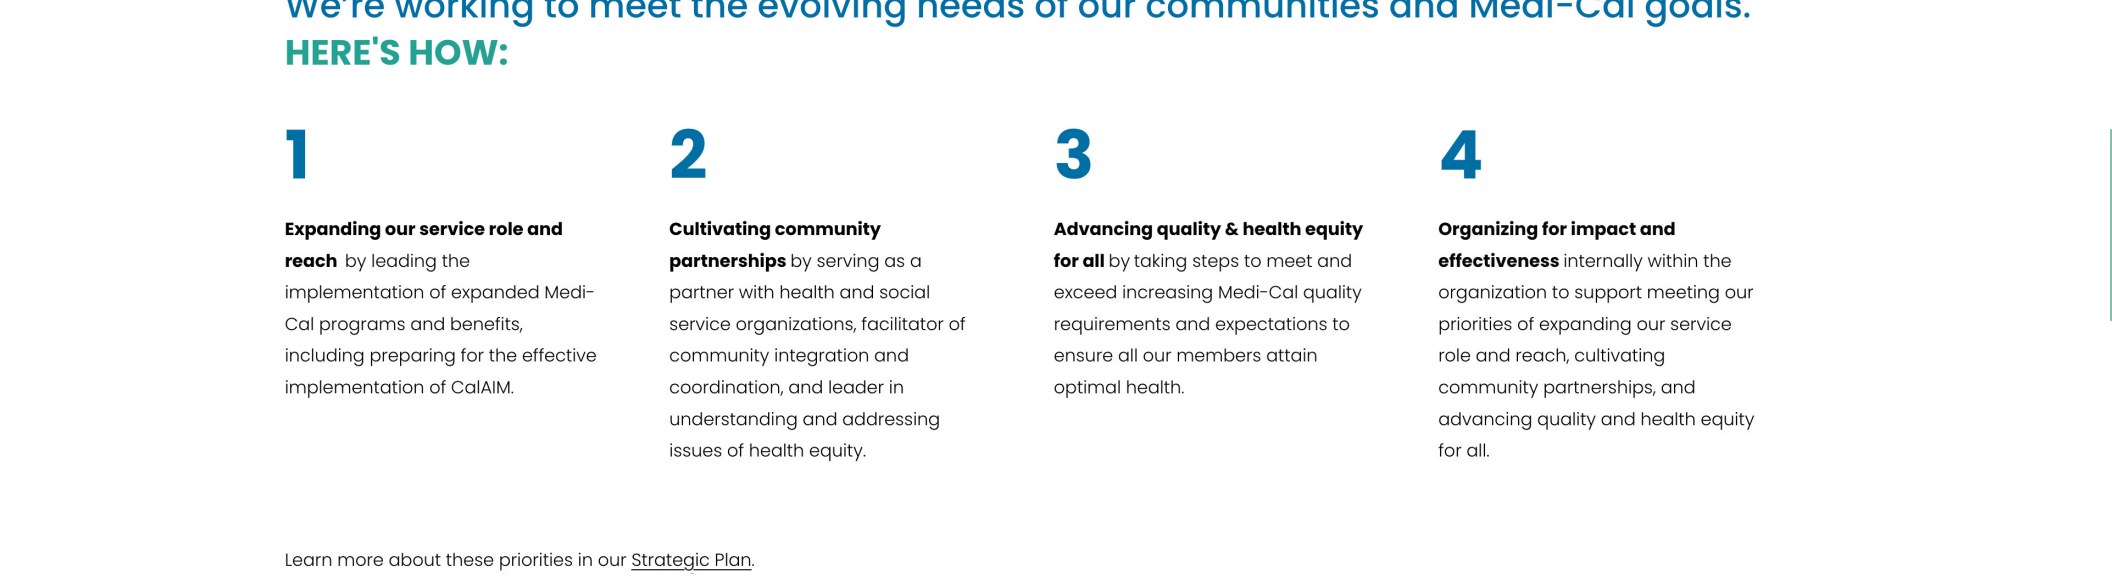 We're working to meet the evolving needs of our communities and Medi-Cal goals.
HERE'S HOW:
1
Expanding our service role and
reach by leading the
implementation of expanded Medi-
Cal programs and benefits,
including preparing for the effective
implementation of CalAIM.
2
Cultivating community
partnerships by serving as a
partner with health and social
service organizations, facilitator of
community integration and
coordination, and leader in
understanding and addressing
issues of health equity.
3
Advancing quality & health equity
for all by taking steps to meet and
exceed increasing Medi-Cal quality
requirements and expectations to
ensure all our members attain
optimal health.
4
Organizing for impact and
effectiveness internally within the
organization to support meeting our
priorities of expanding our service
role and reach, cultivating
community partnerships, and
advancing quality and health equity
for all.
Learn more about these priorities in our Strategic Plan.